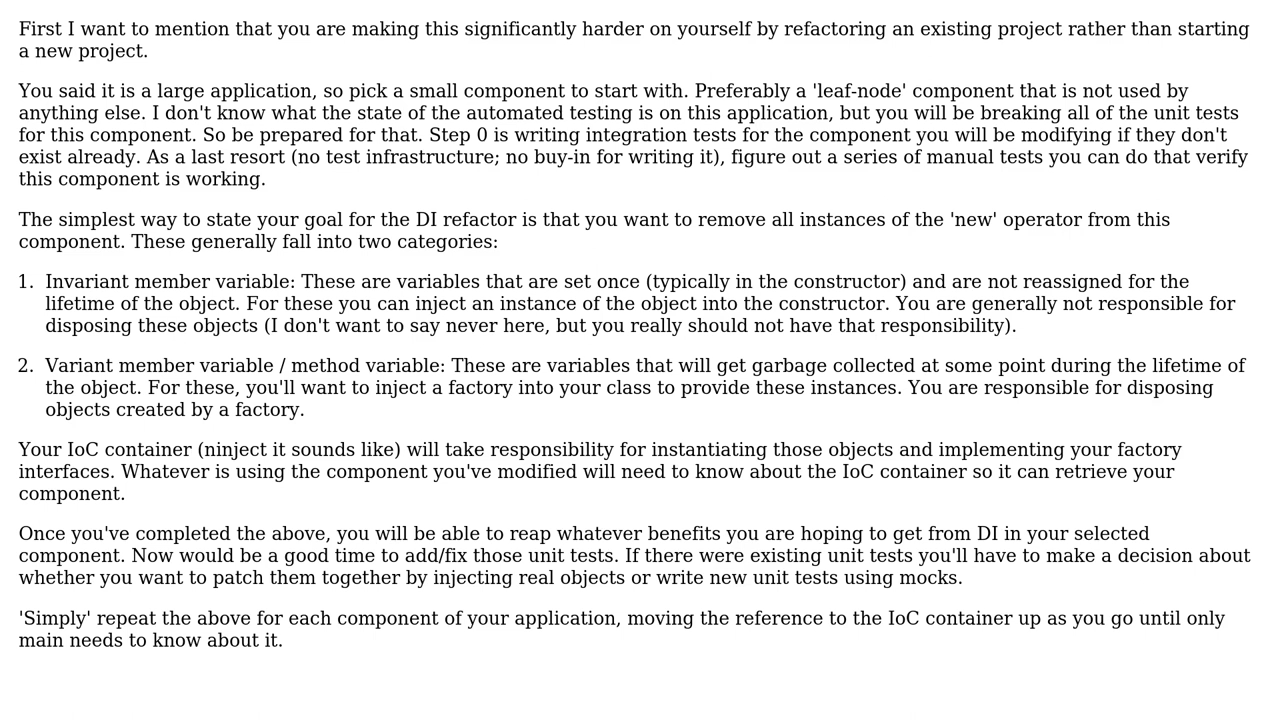 First I want to mention that you are making this significantly harder on yourself by refactoring an existing project rather than starting
a new project.
You said it is a large application, so pick a small component to start with. Preferably a 'leaf-node' component that is not used by
anything else. I don't know what the state of the automated testing is on this application, but you will be breaking all of the unit tests
for this component. So be prepared for that. Step 0 is writing integration tests for the component you will be modifying if they don't
exist already. As a last resort (no test infrastructure; no buy-in for writing it), figure out a series of manual tests you can do that verify
this component is working.
The simplest way to state your goal for the DI refactor is that you want to remove all instances of the 'new' operator from this
component. These generally fall into two categories:
1. Invariant member variable: These are variables that are set once (typically in the constructor) and are not reassigned for the
lifetime of the object. For these you can inject an instance of the object into the constructor. You are generally not responsible for
disposing these objects (I don't want to say never here, but you really should not have that responsibility).
2. Variant member variable / method variable: These are variables that will get garbage collected at some point during the lifetime of
the object. For these, you'll want to inject a factory into your class to provide these instances. You are responsible for disposing
objects created by a factory.
Your IoC container (ninject it sounds like) will take responsibility for instantiating those objects and implementing your factory
interfaces. Whatever is using the component you've modified will need to know about the IoC container so it can retrieve your
component.
Once you've completed the above, you will be able to reap whatever benefits you are hoping to get from DI in your selected
component. Now would be a good time to add/fix those unit tests. If there were existing unit tests you'll have to make a decision about
whether you want to patch them together by injecting real objects or write new unit tests using mocks.
'Simply' repeat the above for each component of your application, moving the reference to the IoC container up as you go until only
main needs to know about it.